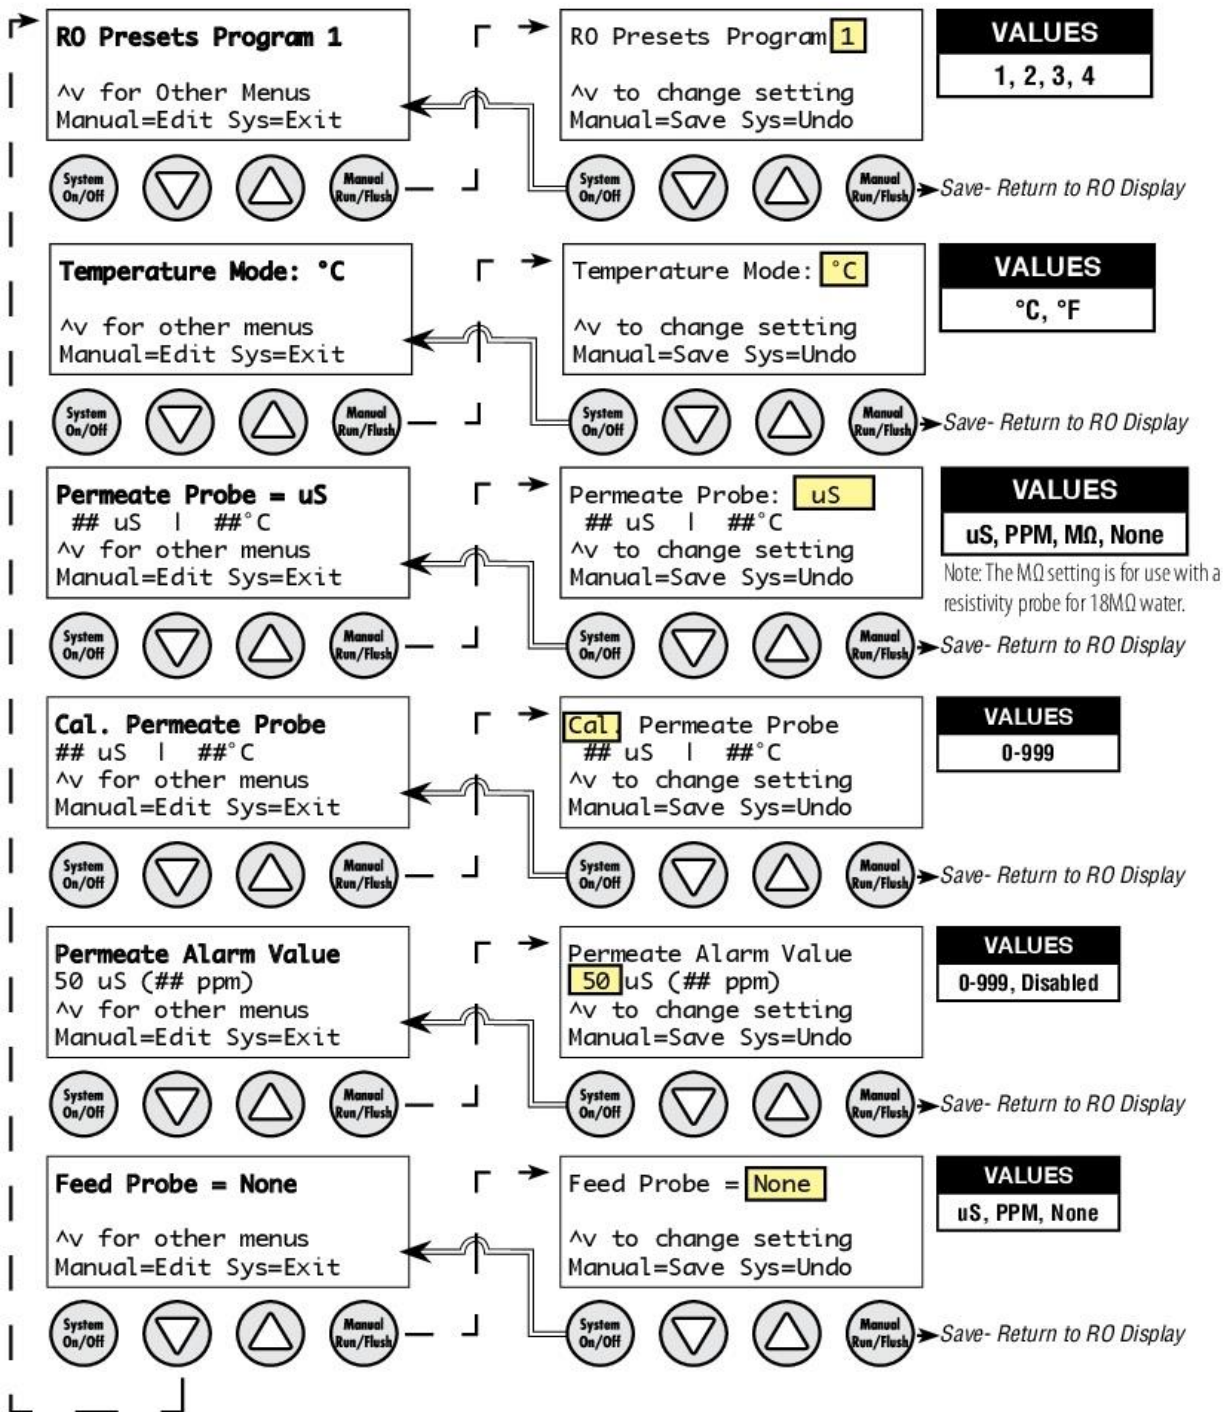 RO Presets Program 1
^v for Other Menus
Manual=Edit Sys=Exit
System On/Off
Manual Run/Flush
RO Presets Program 1
^v to change setting
Manual=Save Sys=Undo
System On/Off
Manual Run/Flush
Save- Return to RO Display
VALUES
1, 2, 3, 4
Temperature Mode: °C
^v for other menus
Manual=Edit Sys=Exit
System On/Off
Manual Run/Flush
Temperature Mode: °C
^v to change setting
Manual=Save Sys=Undo
System On/Off
Manual Run/Flush
Save- Return to RO Display
VALUES
°C, °F
Permeate Probe = uS
## uS | ##°C
^v for other menus
Manual=Edit Sys=Exit
System On/Off
Manual Run/Flush
Permeate Probe: uS
## uS | ##°C
^v to change setting
Manual=Save Sys=Undo
System On/Off
Manual Run/Flush
Save- Return to RO Display
VALUES
uS, PPM, MΩ, None
Note: The MΩ setting is for use with a
resistivity probe for 18MΩ water.
Cal. Permeate Probe
## uS | ##°C
^v for other menus
Manual=Edit Sys=Exit
System On/Off
Manual Run/Flush
Cal. Permeate Probe
## uS | ##°C
^v to change setting
Manual=Save Sys=Undo
System On/Off
Manual Run/Flush
Save- Return to RO Display
VALUES
0-999
Permeate Alarm Value
50 uS (## ppm)
^v for other menus
Manual=Edit Sys=Exit
System On/Off
Manual Run/Flush
Permeate Alarm Value
50 uS (## ppm)
^v to change setting
Manual=Save Sys=Undo
System On/Off
Manual Run/Flush
Save- Return to RO Display
VALUES
0-999, Disabled
Feed Probe = None
^v for other menus
Manual=Edit Sys=Exit
System On/Off
Manual Run/Flush
Feed Probe = None
^v to change setting
Manual=Save Sys=Undo
System On/Off
Manual Run/Flush
Save- Return to RO Display
VALUES
uS, PPM, None